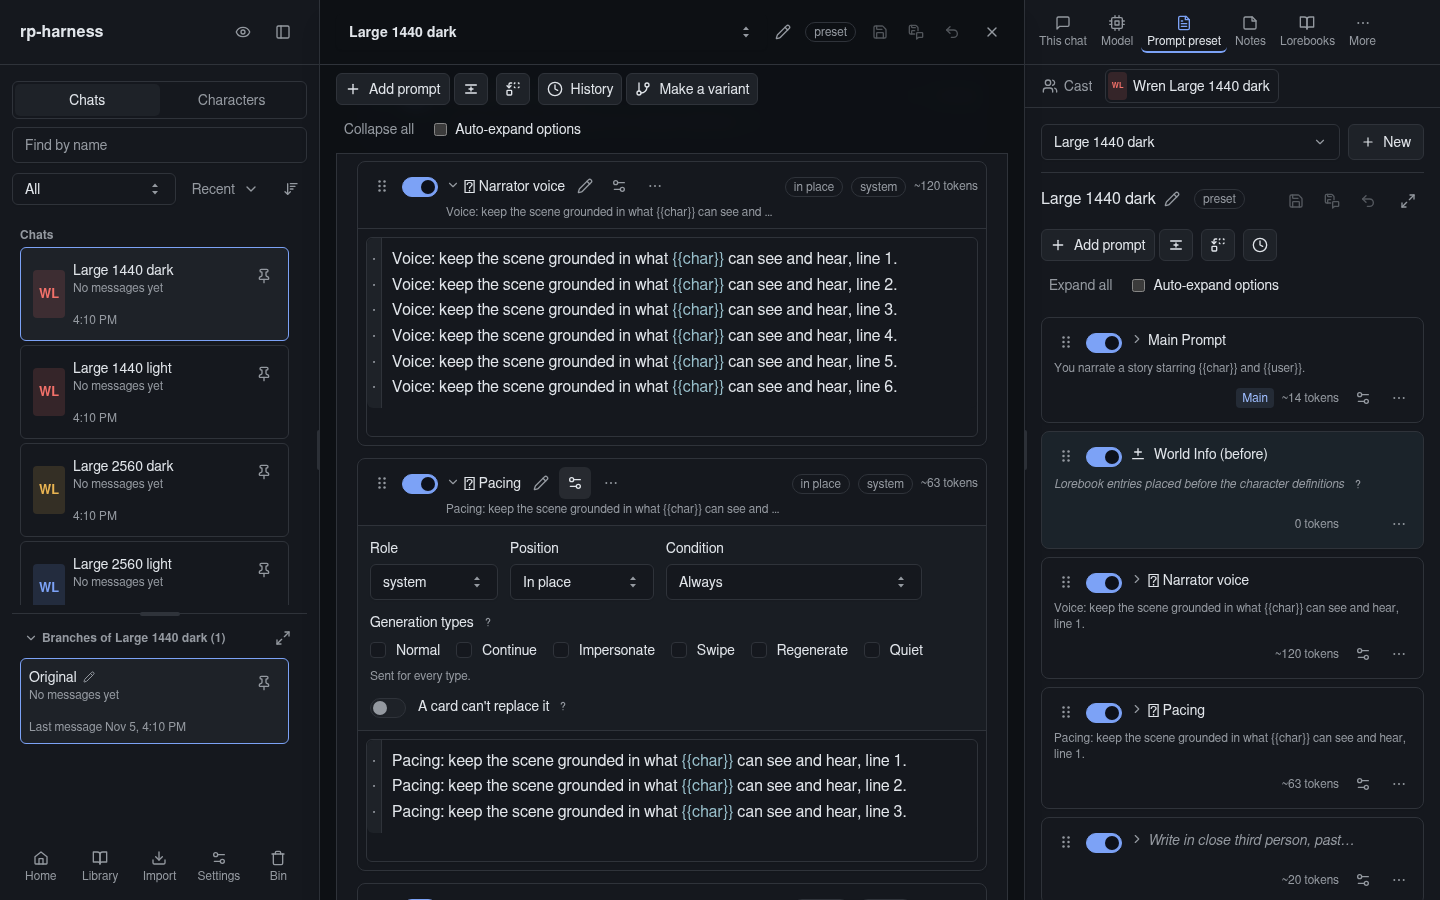 rp-harness
Chats
Characters
Find by name
All
Recent
Chats
WL
Large 1440 dark
No messages yet
4:10 PM
WL
Large 1440 light
No messages yet
4:10 PM
WL
Large 2560 dark
No messages yet
4:10 PM
WL
Large 2560 light
No messages yet
Branches of Large 1440 dark (1)
Original
No messages yet
Last message Nov 5, 4:10 PM
Home
Library
Import
Settings
Bin
Large 1440 dark
preset
Add prompt
History
Make a variant
Collapse all
Auto-expand options
Narrator voice
in place
system
~120 tokens
Voice: keep the scene grounded in what {{char}} can see and ...
Voice: keep the scene grounded in what {{char}} can see and hear, line 1.
Voice: keep the scene grounded in what {{char}} can see and hear, line 2.
Voice: keep the scene grounded in what {{char}} can see and hear, line 3.
Voice: keep the scene grounded in what {{char}} can see and hear, line 4.
Voice: keep the scene grounded in what {{char}} can see and hear, line 5.
Voice: keep the scene grounded in what {{char}} can see and hear, line 6.
Pacing
in place
system
~63 tokens
Pacing: keep the scene grounded in what {{char}} can see and ...
Role
Position
Condition
system
In place
Always
Generation types ?
Normal
Continue
Impersonate
Swipe
Regenerate
Quiet
Sent for every type.
A card can't replace it ?
Pacing: keep the scene grounded in what {{char}} can see and hear, line 1.
Pacing: keep the scene grounded in what {{char}} can see and hear, line 2.
Pacing: keep the scene grounded in what {{char}} can see and hear, line 3.
This chat
Model
Prompt preset
Notes
Lorebooks
More
Cast
WL
Wren Large 1440 dark
Large 1440 dark
New
Large 1440 dark
preset
Add prompt
Expand all
Auto-expand options
Main Prompt
You narrate a story starring {{char}} and {{user}}.
Main
~14 tokens
World Info (before)
Lorebook entries placed before the character definitions ?
0 tokens
Narrator voice
Voice: keep the scene grounded in what {{char}} can see and hear,
line 1.
~120 tokens
Pacing
Pacing: keep the scene grounded in what {{char}} can see and hear,
line 1.
~63 tokens
Write in close third person, past…
~20 tokens